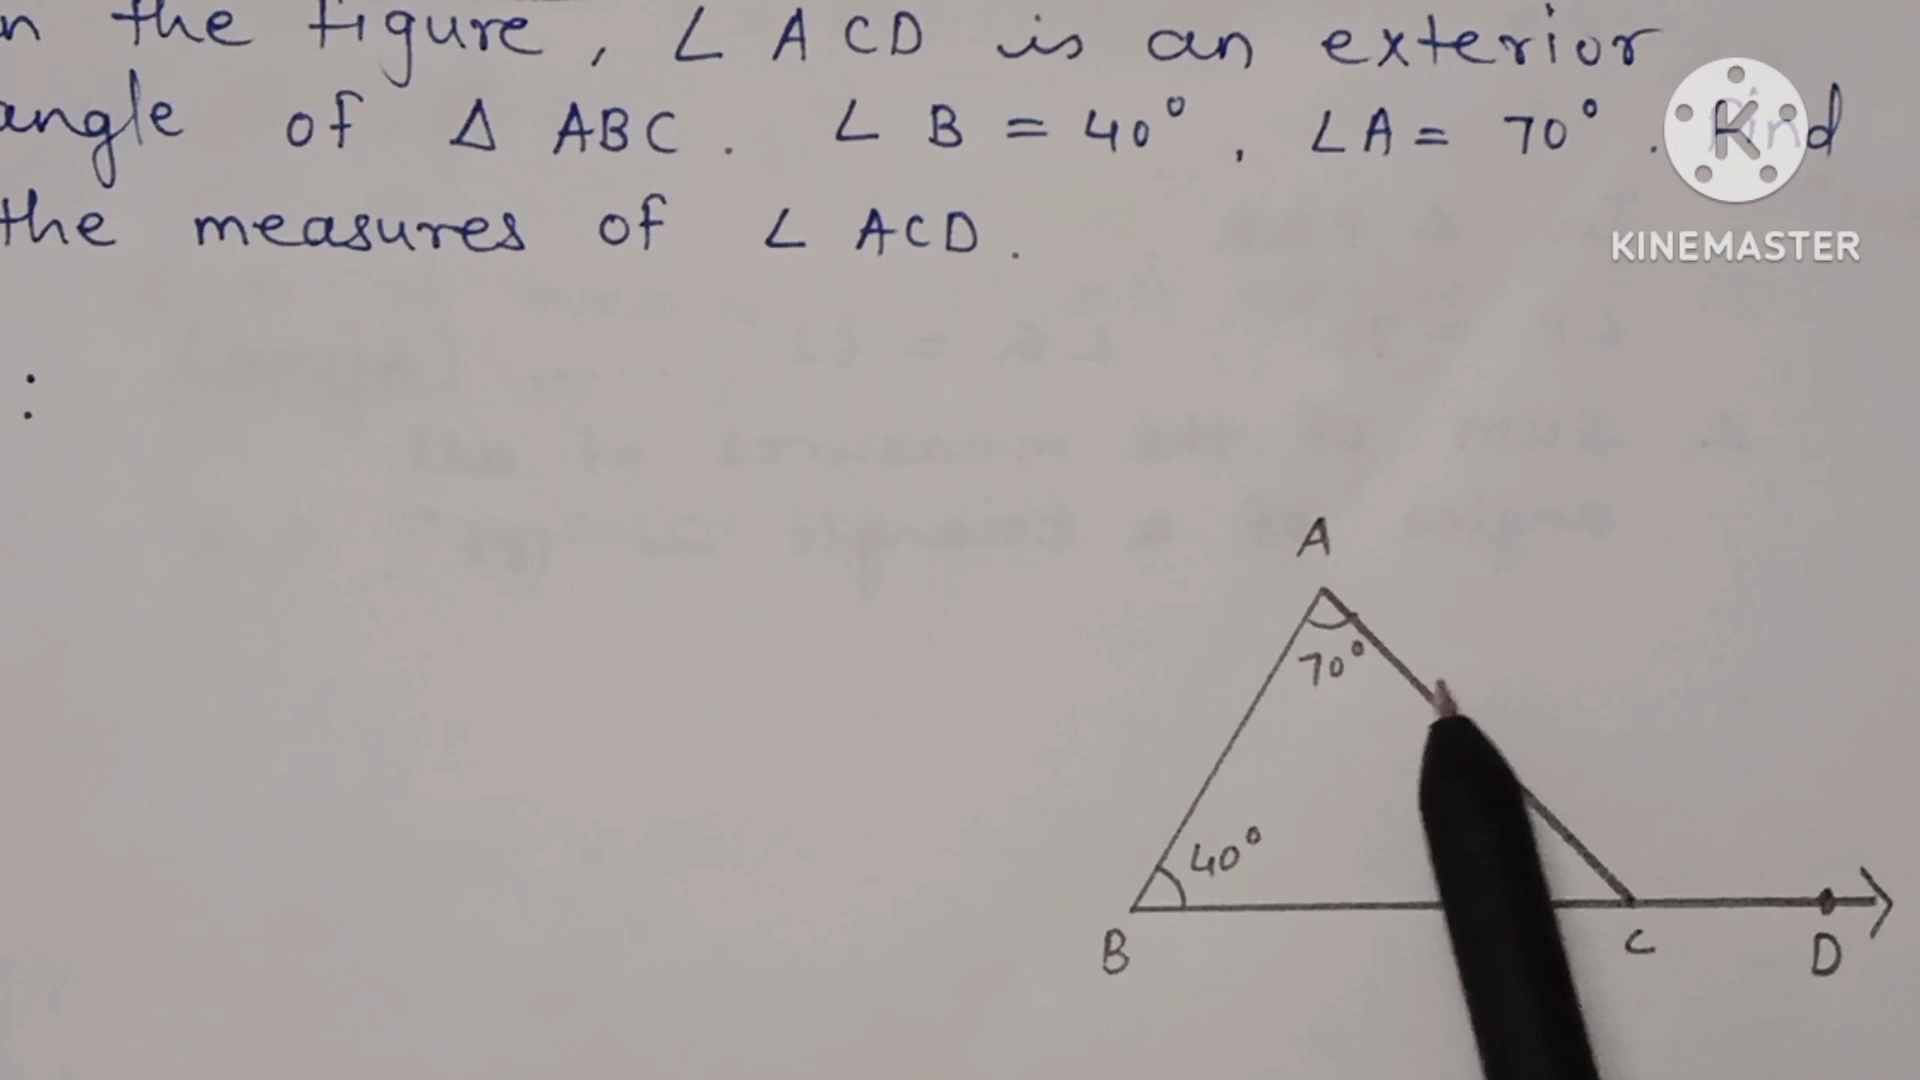 n the figure, ∠ ACD is an exterior
angle of Δ ABC. ∠ B = 40°, ∠A = 70°. Find
the measures of ∠ ACD.
KINEMASTER
:
A
70°
40°
B
C
D